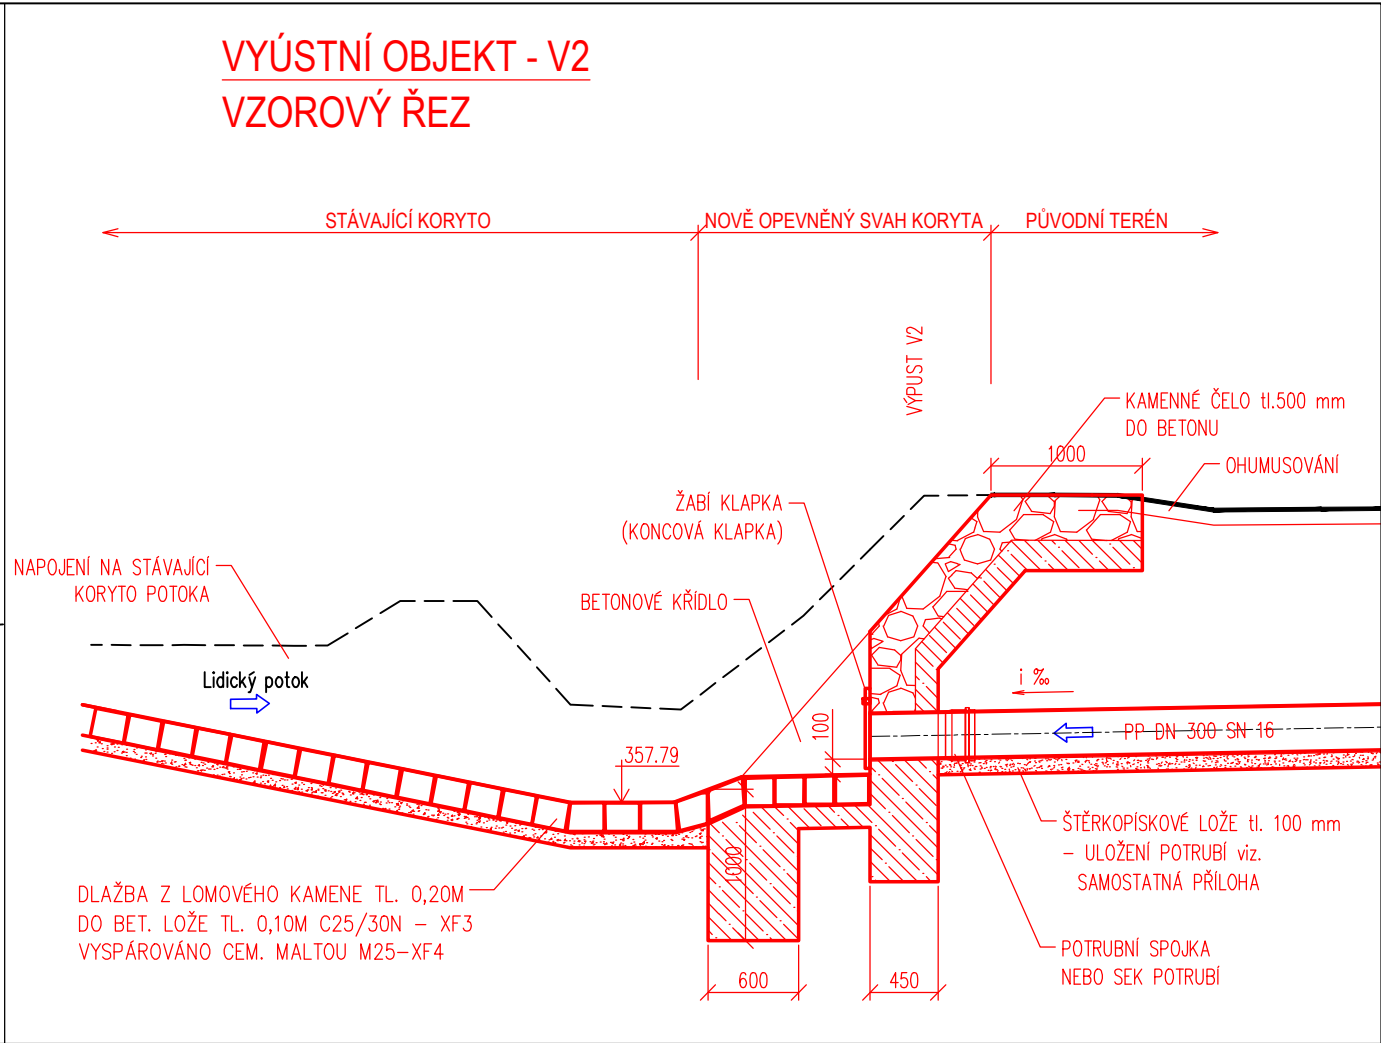 VYÚSTNÍ OBJEKT - V2
VZOROVÝ ŘEZ
STÁVAJÍCÍ KORYTO
NOVĚ OPEVNĚNÝ SVAH KORYTA
PŮVODNÍ TERÉN
VÝPUST V2
KAMENNÉ ČELO tl.500 mm
DO BETONU
1000
OHUMUSOVÁNÍ
ŽABÍ KLAPKA
(KONCOVÁ KLAPKA)
NAPOJENÍ NA STÁVAJÍCÍ
KORYTO POTOKA
BETONOVÉ KŘÍDLO
Lidický potok
i ‰
100
PP DN 300 SN 16
357.79
ŠTĚRKOPÍSKOVÉ LOŽE tl. 100 mm
– ULOŽENÍ POTRUBÍ viz.
SAMOSTATNÁ PŘÍLOHA
1000
DLAŽBA Z LOMOVÉHO KAMENE TL. 0,20M
DO BET. LOŽE TL. 0,10M C25/30N – XF3
VYSPÁROVÁNO CEM. MALTOU M25–XF4
POTRUBNÍ SPOJKA
NEBO SEK POTRUBÍ
600
450